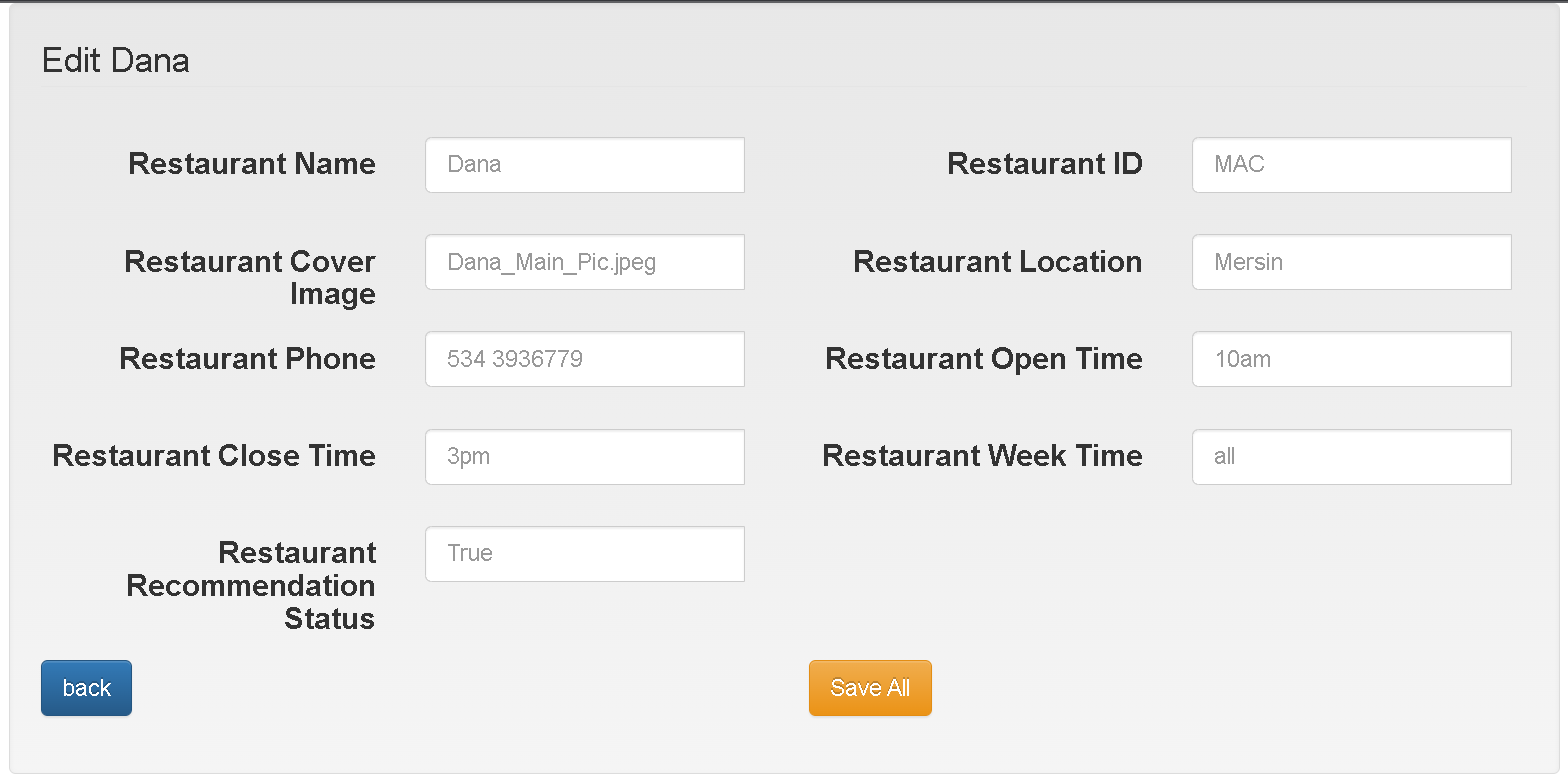 Edit Dana
Restaurant Name
Dana
Restaurant ID
MAC
Restaurant Cover
Image
Dana_Main_Pic.jpeg
Restaurant Location
Mersin
Restaurant Phone
534 3936779
Restaurant Open Time
10am
Restaurant Close Time
3pm
Restaurant Week Time
all
Restaurant
Recommendation
Status
True
back
Save All